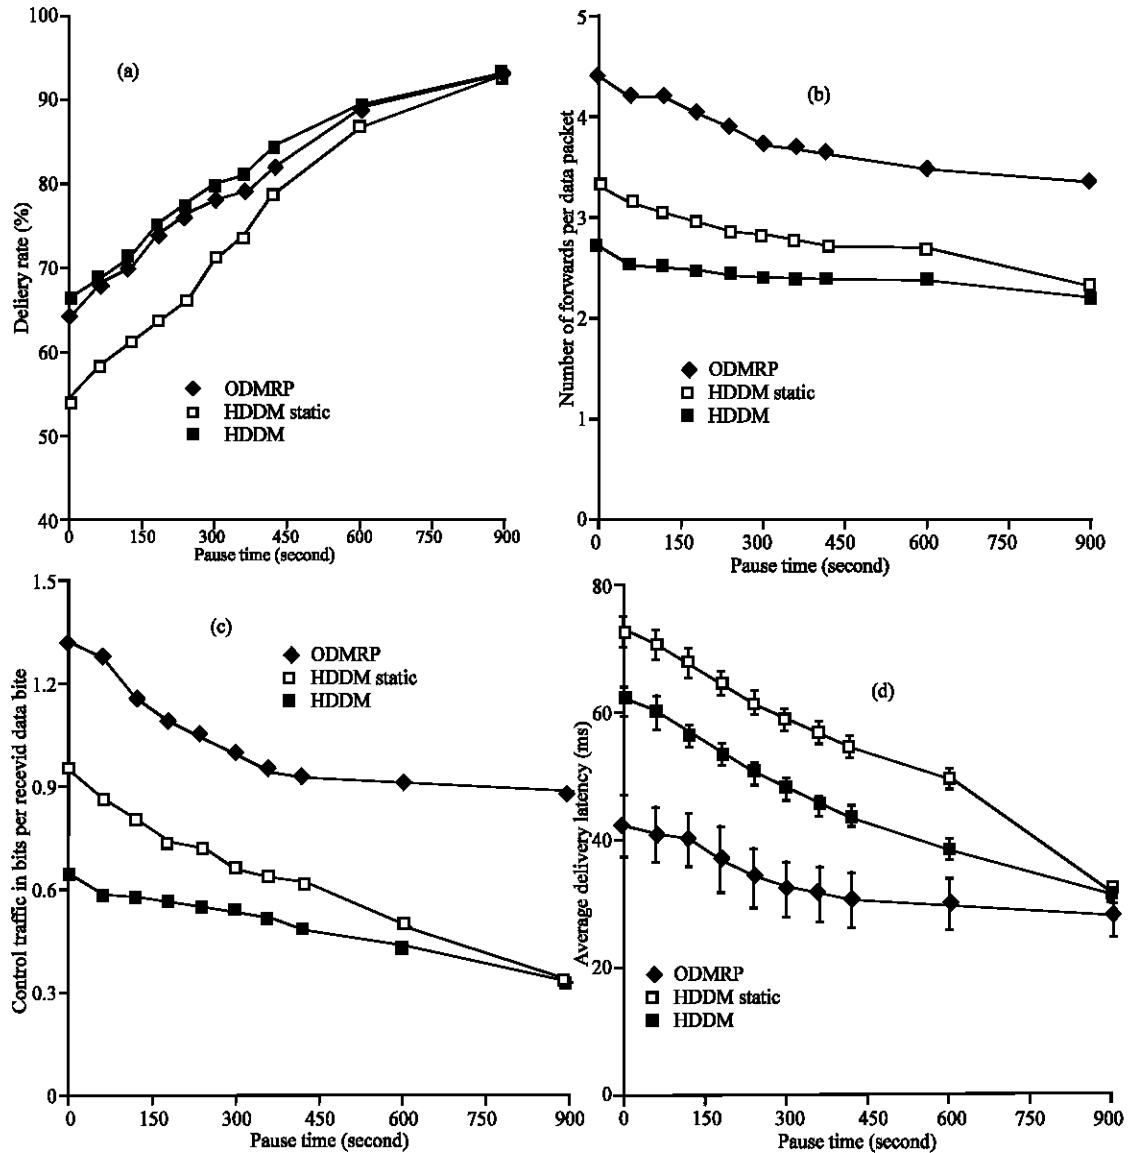 (a)
Deliery rate (%)
100
90
80
70
60
50
40
ODMRP
HDDM static
HDDM
0 150 300 450 600 750 900
Pause time (second)
(b)
Number of forwards per data packet
5
4
3
2
1
0
ODMRP
HDDM static
HDDM
0 150 300 450 600 750 900
Pause time (second)
(c)
Control traffic in bits per recevid data bite
1.5
1.2
0.9
0.6
0.3
0
ODMRP
HDDM static
HDDM
0 150 300 450 600 750 900
Pause time (second)
(d)
Average delivery latency (ms)
80
60
40
20
0
ODMRP
HDDM static
HDDM
0 150 300 450 600 750 900
Pause time (second)